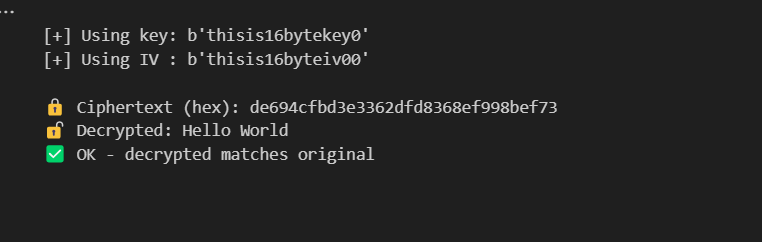 ...
[+] Using key: b'thisis16bytekey0'
[+] Using IV : b'thisis16byteiv00'
🔒 Ciphertext (hex): de694cfbd3e3362dfd8368ef998bef73
🔓 Decrypted: Hello World
✅ OK - decrypted matches original